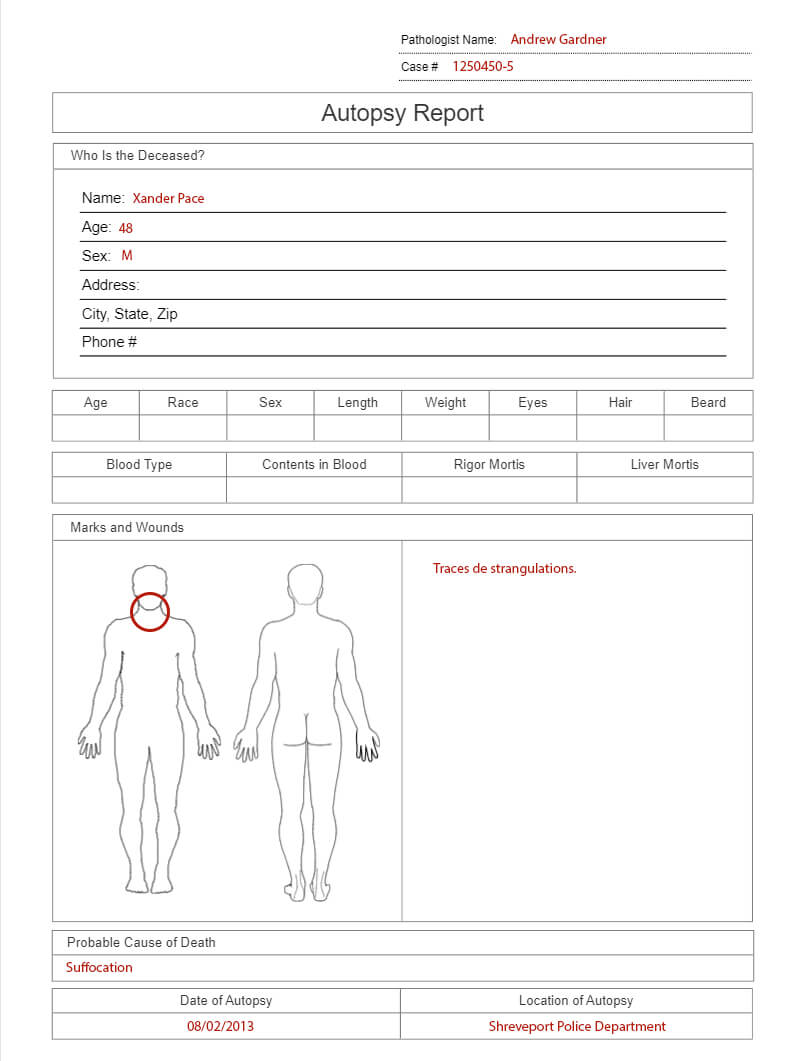 Pathologist Name: Andrew Gardner
Case # 1250450-5
Autopsy Report
Who Is the Deceased?
Name: Xander Pace
Age: 48
Sex: M
Address:
City, State, Zip
Phone #
Age Race Sex Length Weight Eyes Hair Beard
Blood Type Contents in Blood Rigor Mortis Liver Mortis
Marks and Wounds
Traces de strangulations.
Probable Cause of Death
Suffocation
Date of Autopsy Location of Autopsy
08/02/2013 Shreveport Police Department